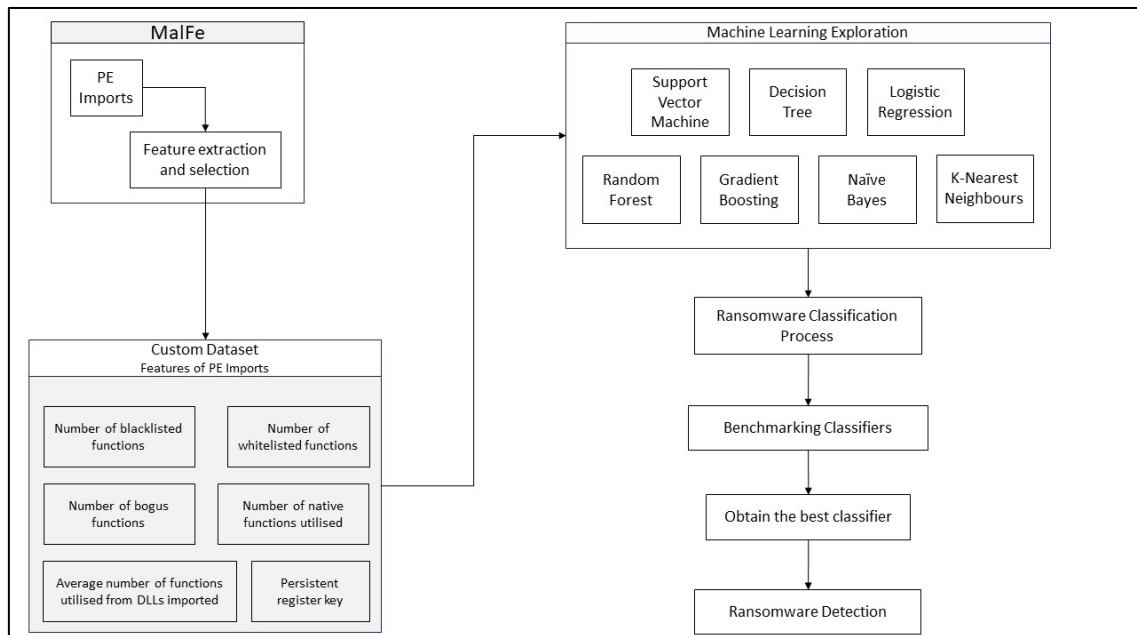 MalFe
PE
Imports
Feature extraction
and selection
Custom Dataset
Features of PE Imports
Number of blacklisted
functions
Number of
whitelisted functions
Number of bogus
functions
Number of native
functions utilised
Average number of functions
utilised from DLLs imported
Persistent
register key
Machine Learning Exploration
Support
Vector
Machine
Decision
Tree
Logistic
Regression
Random
Forest
Gradient
Boosting
Naïve
Bayes
K-Nearest
Neighbours
Ransomware Classification
Process
Benchmarking Classifiers
Obtain the best classifier
Ransomware Detection